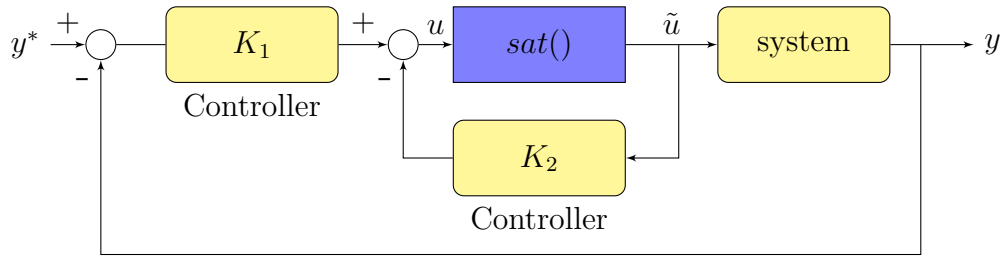 y*
+
-
K₁
Controller
+
-
u
sat()
ũ
system
y
K₂
Controller